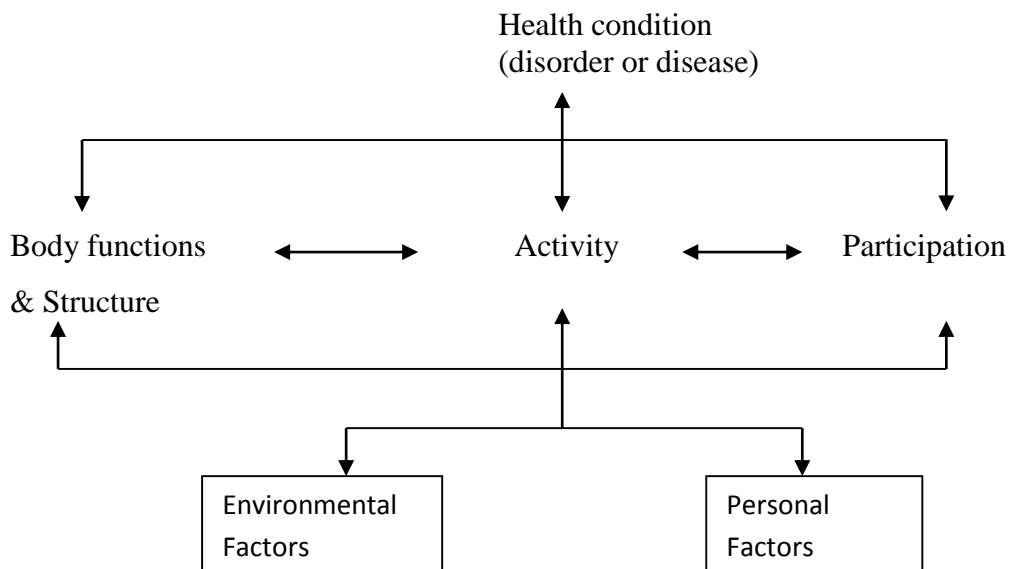 Health condition
(disorder or disease)
Body functions
& Structure
Activity
Participation
Environmental
Factors
Personal
Factors